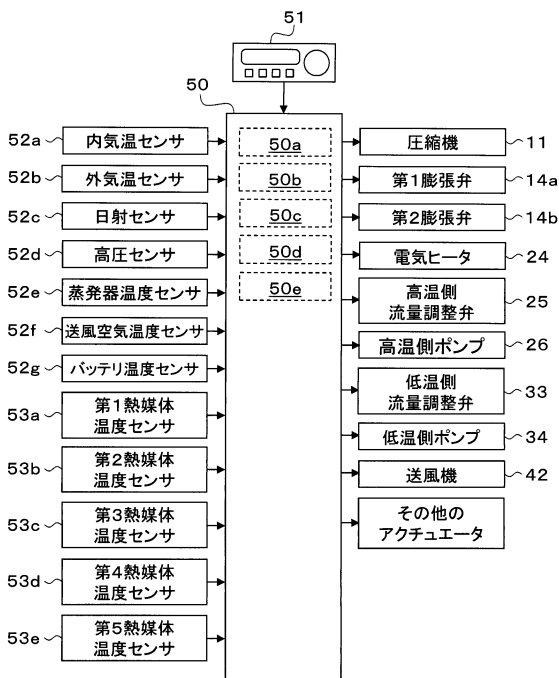 51
50
52a
内気温センサ
52b
外気温センサ
52c
日射センサ
52d
高圧センサ
52e
蒸発器温度センサ
52f
送風空気温度センサ
52g
バッテリ温度センサ
53a
第1熱媒体
温度センサ
53b
第2熱媒体
温度センサ
53c
第3熱媒体
温度センサ
53d
第4熱媒体
温度センサ
53e
第5熱媒体
温度センサ
50a
50b
50c
50d
50e
圧縮機
11
第1膨張弁
14a
第2膨張弁
14b
電気ヒータ
24
高温側
流量調整弁
25
高温側ポンプ
26
低温側
流量調整弁
33
低温側ポンプ
34
送風機
42
その他の
アクチュエータ